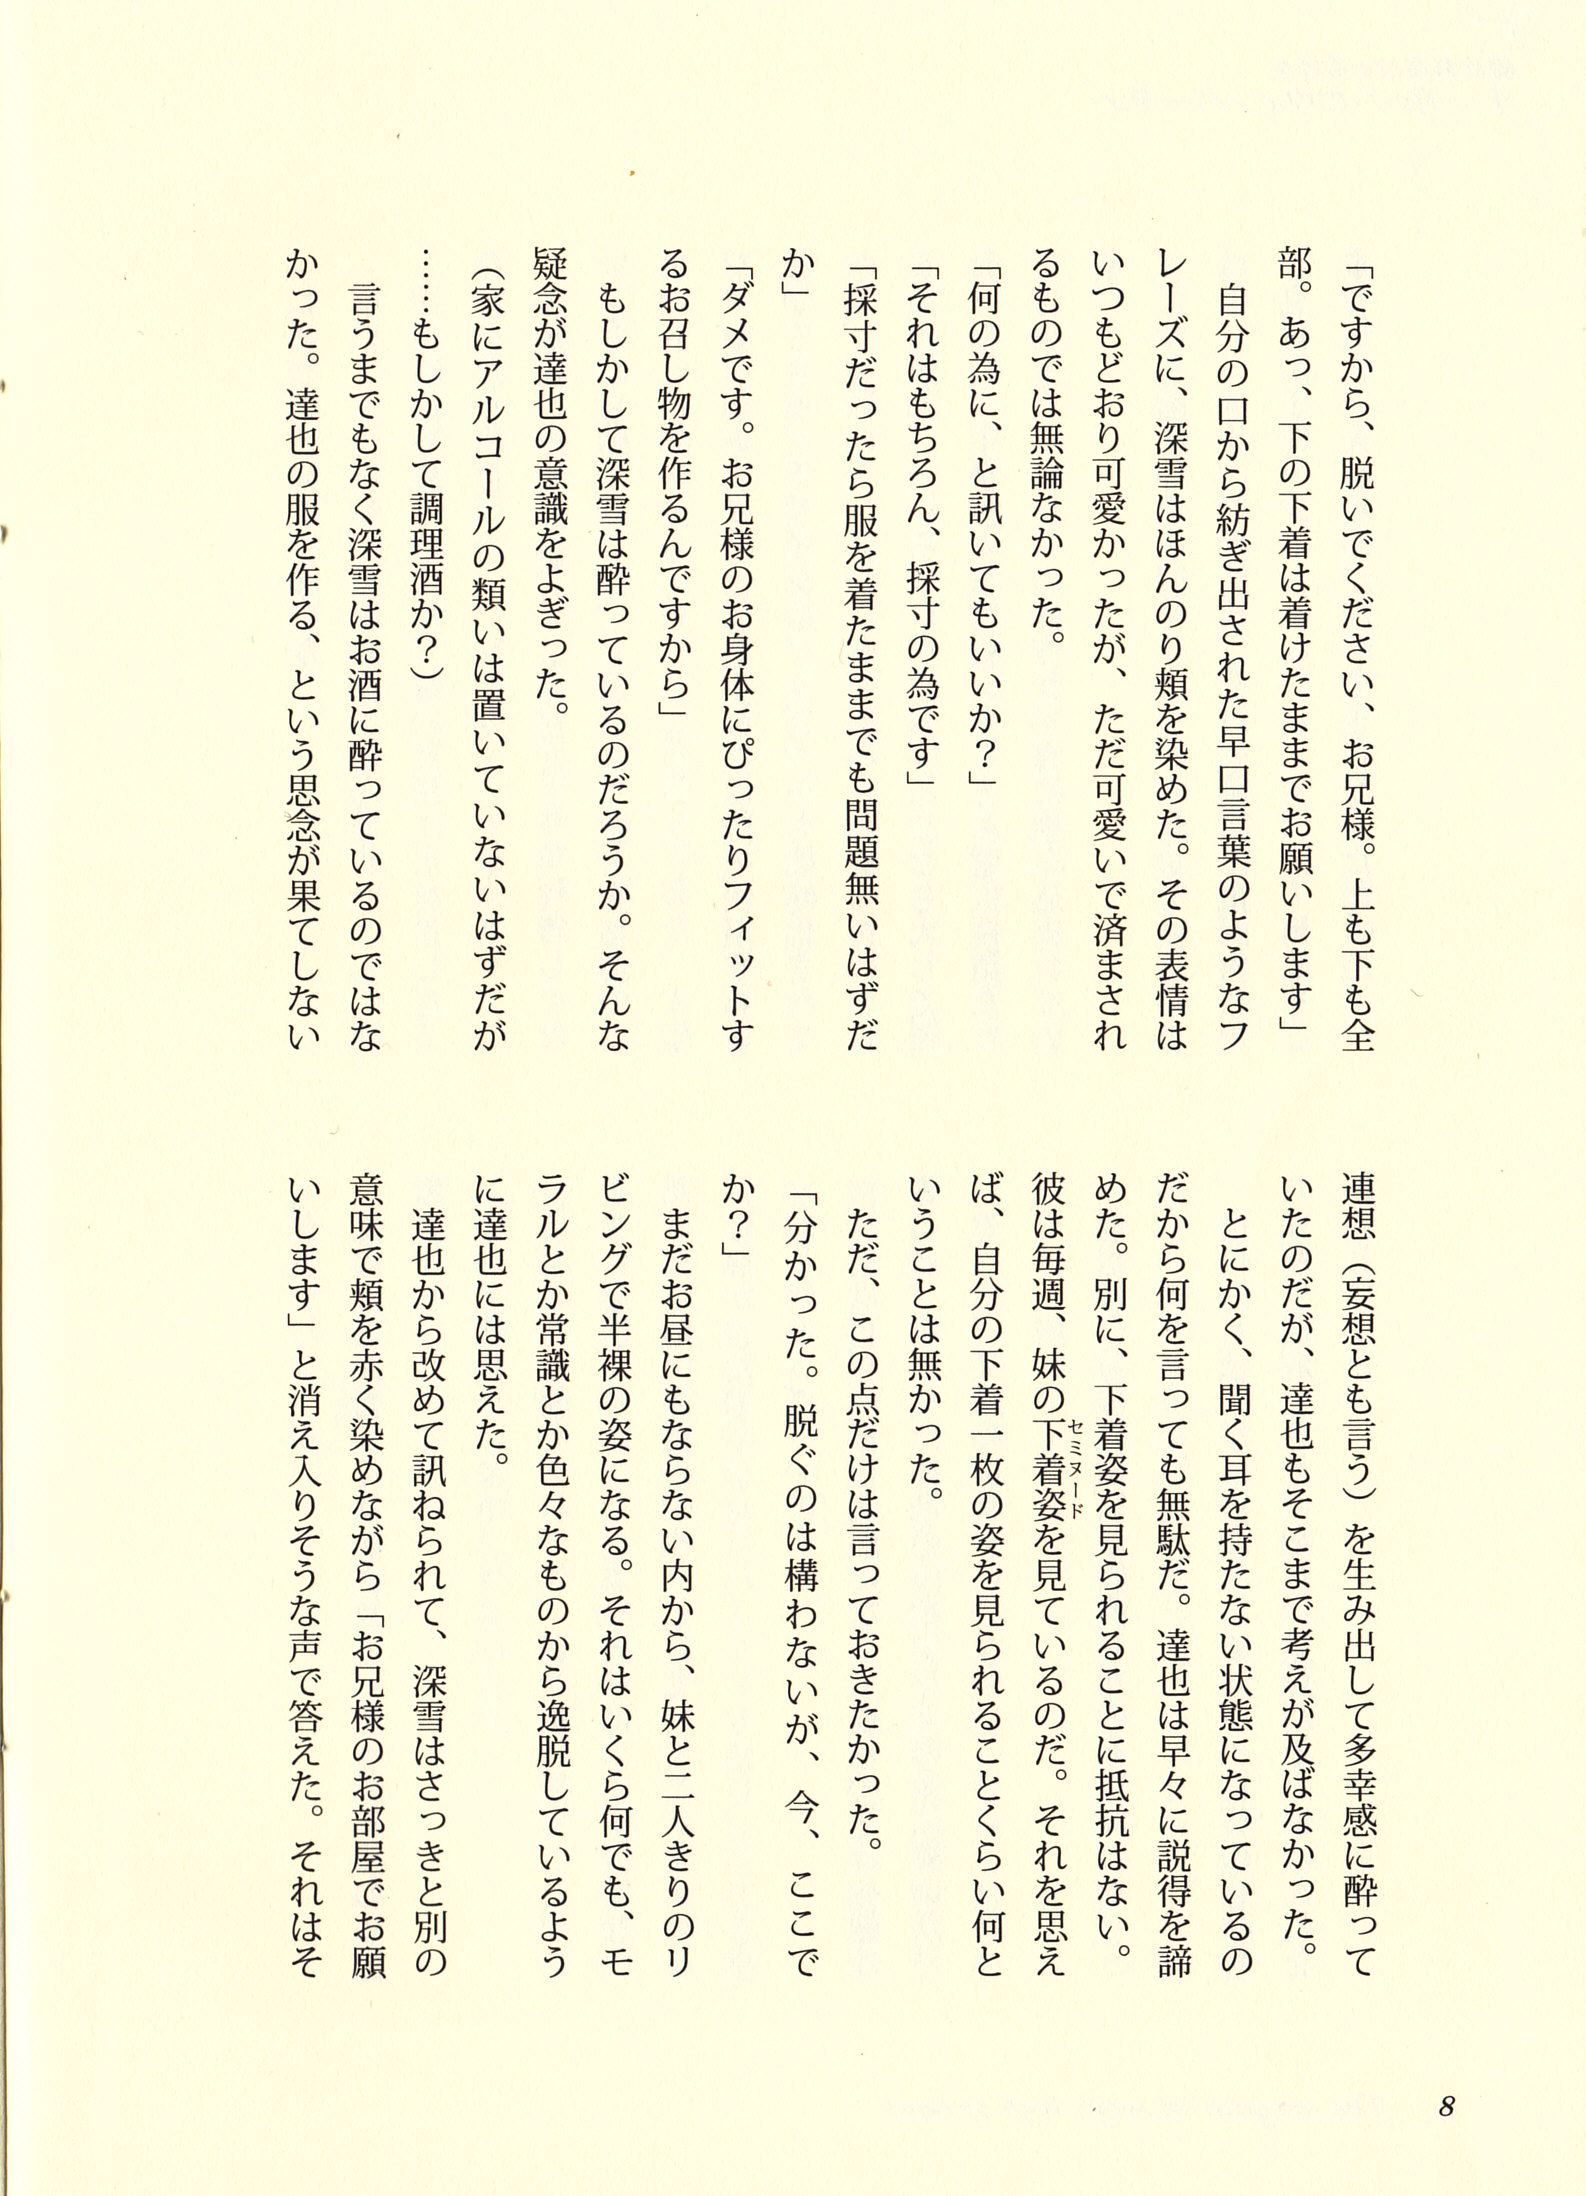 「ですから、脱いでください、お兄様。上も下も全
部。あっ、下の下着は着けたままでお願いします」
　自分の口から紡ぎ出された早口言葉のようなフ
レーズに、深雪はほんのり頬を染めた。その表情は
いつもどおり可愛かったが、ただ可愛いで済まされ
るものでは無論なかった。
「何の為に、と訊いてもいいか？」
「それはもちろん、採寸の為です」
「採寸だったら服を着たままでも問題無いはずだ
か」
「ダメです。お兄様のお身体にぴったりフィットす
るお召し物を作るんですから」
　もしかして深雪は酔っているのだろうか。そんな
疑念が達也の意識をよぎった。
（家にアルコールの類いは置いていないはずだが
……もしかして調理酒か？）
　言うまでもなく深雪はお酒に酔っているのではな
かった。達也の服を作る、という思念が果てしない
連想（妄想とも言う）を生み出して多幸感に酔って
いたのだが、達也もそこまで考えが及ばなかった。
　とにかく、聞く耳を持たない状態になっているの
だから何を言っても無駄だ。達也は早々に説得を諦
めた。別に、下着姿を見られることに抵抗はない。
彼は毎週、妹の下着姿セミヌードを見ているのだ。それを思え
ば、自分の下着一枚の姿を見られることくらい何と
いうことは無かった。
　ただ、この点だけは言っておきたかった。
「分かった。脱ぐのは構わないが、今、ここで
か？」
　まだお昼にもならない内から、妹と二人きりのリ
ビングで半裸の姿になる。それはいくら何でも、モ
ラルとか常識とか色々なものから逸脱しているよう
に達也には思えた。
　達也から改めて訊ねられて、深雪はさっきと別の
意味で頬を赤く染めながら「お兄様のお部屋でお願
いします」と消え入りそうな声で答えた。それはそ
8